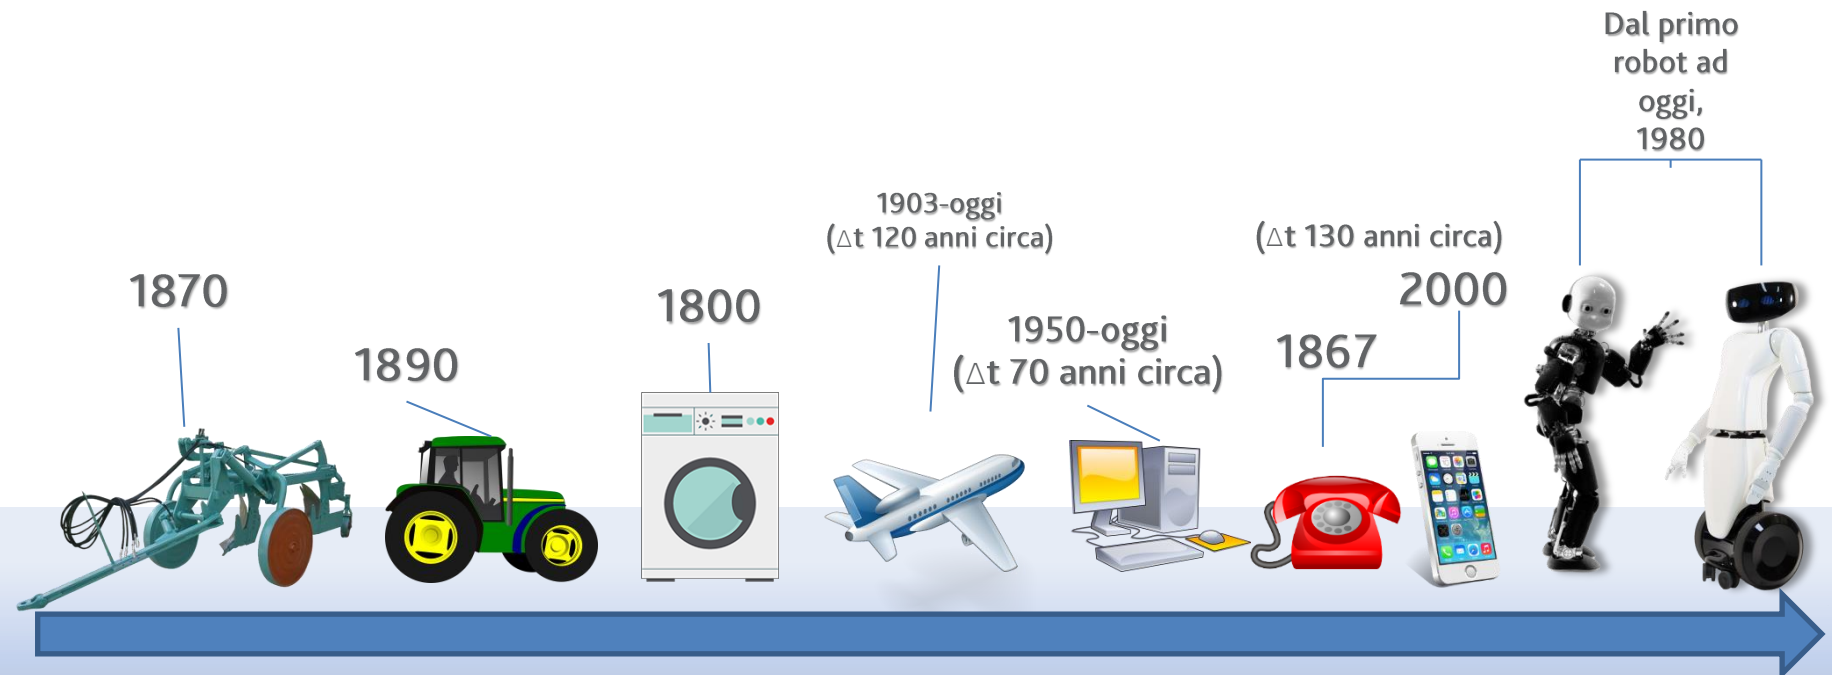 1870
1890
1800
1903-oggi
(Δt 120 anni circa)
1950-oggi
(Δt 70 anni circa)
1867
(Δt 130 anni circa)
2000
Dal primo
robot ad
oggi,
1980